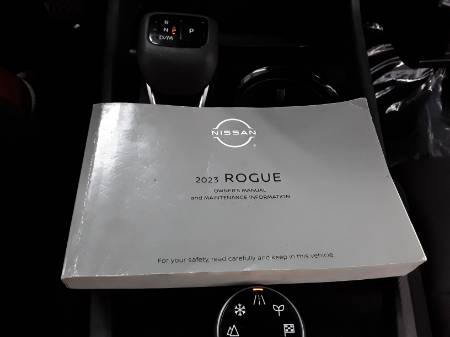 R
N
D/M
P
NISSAN
2023 ROGUE
OWNER'S MANUAL
and MAINTENANCE INFORMATION
For your safety, read carefully and keep in this vehicle.